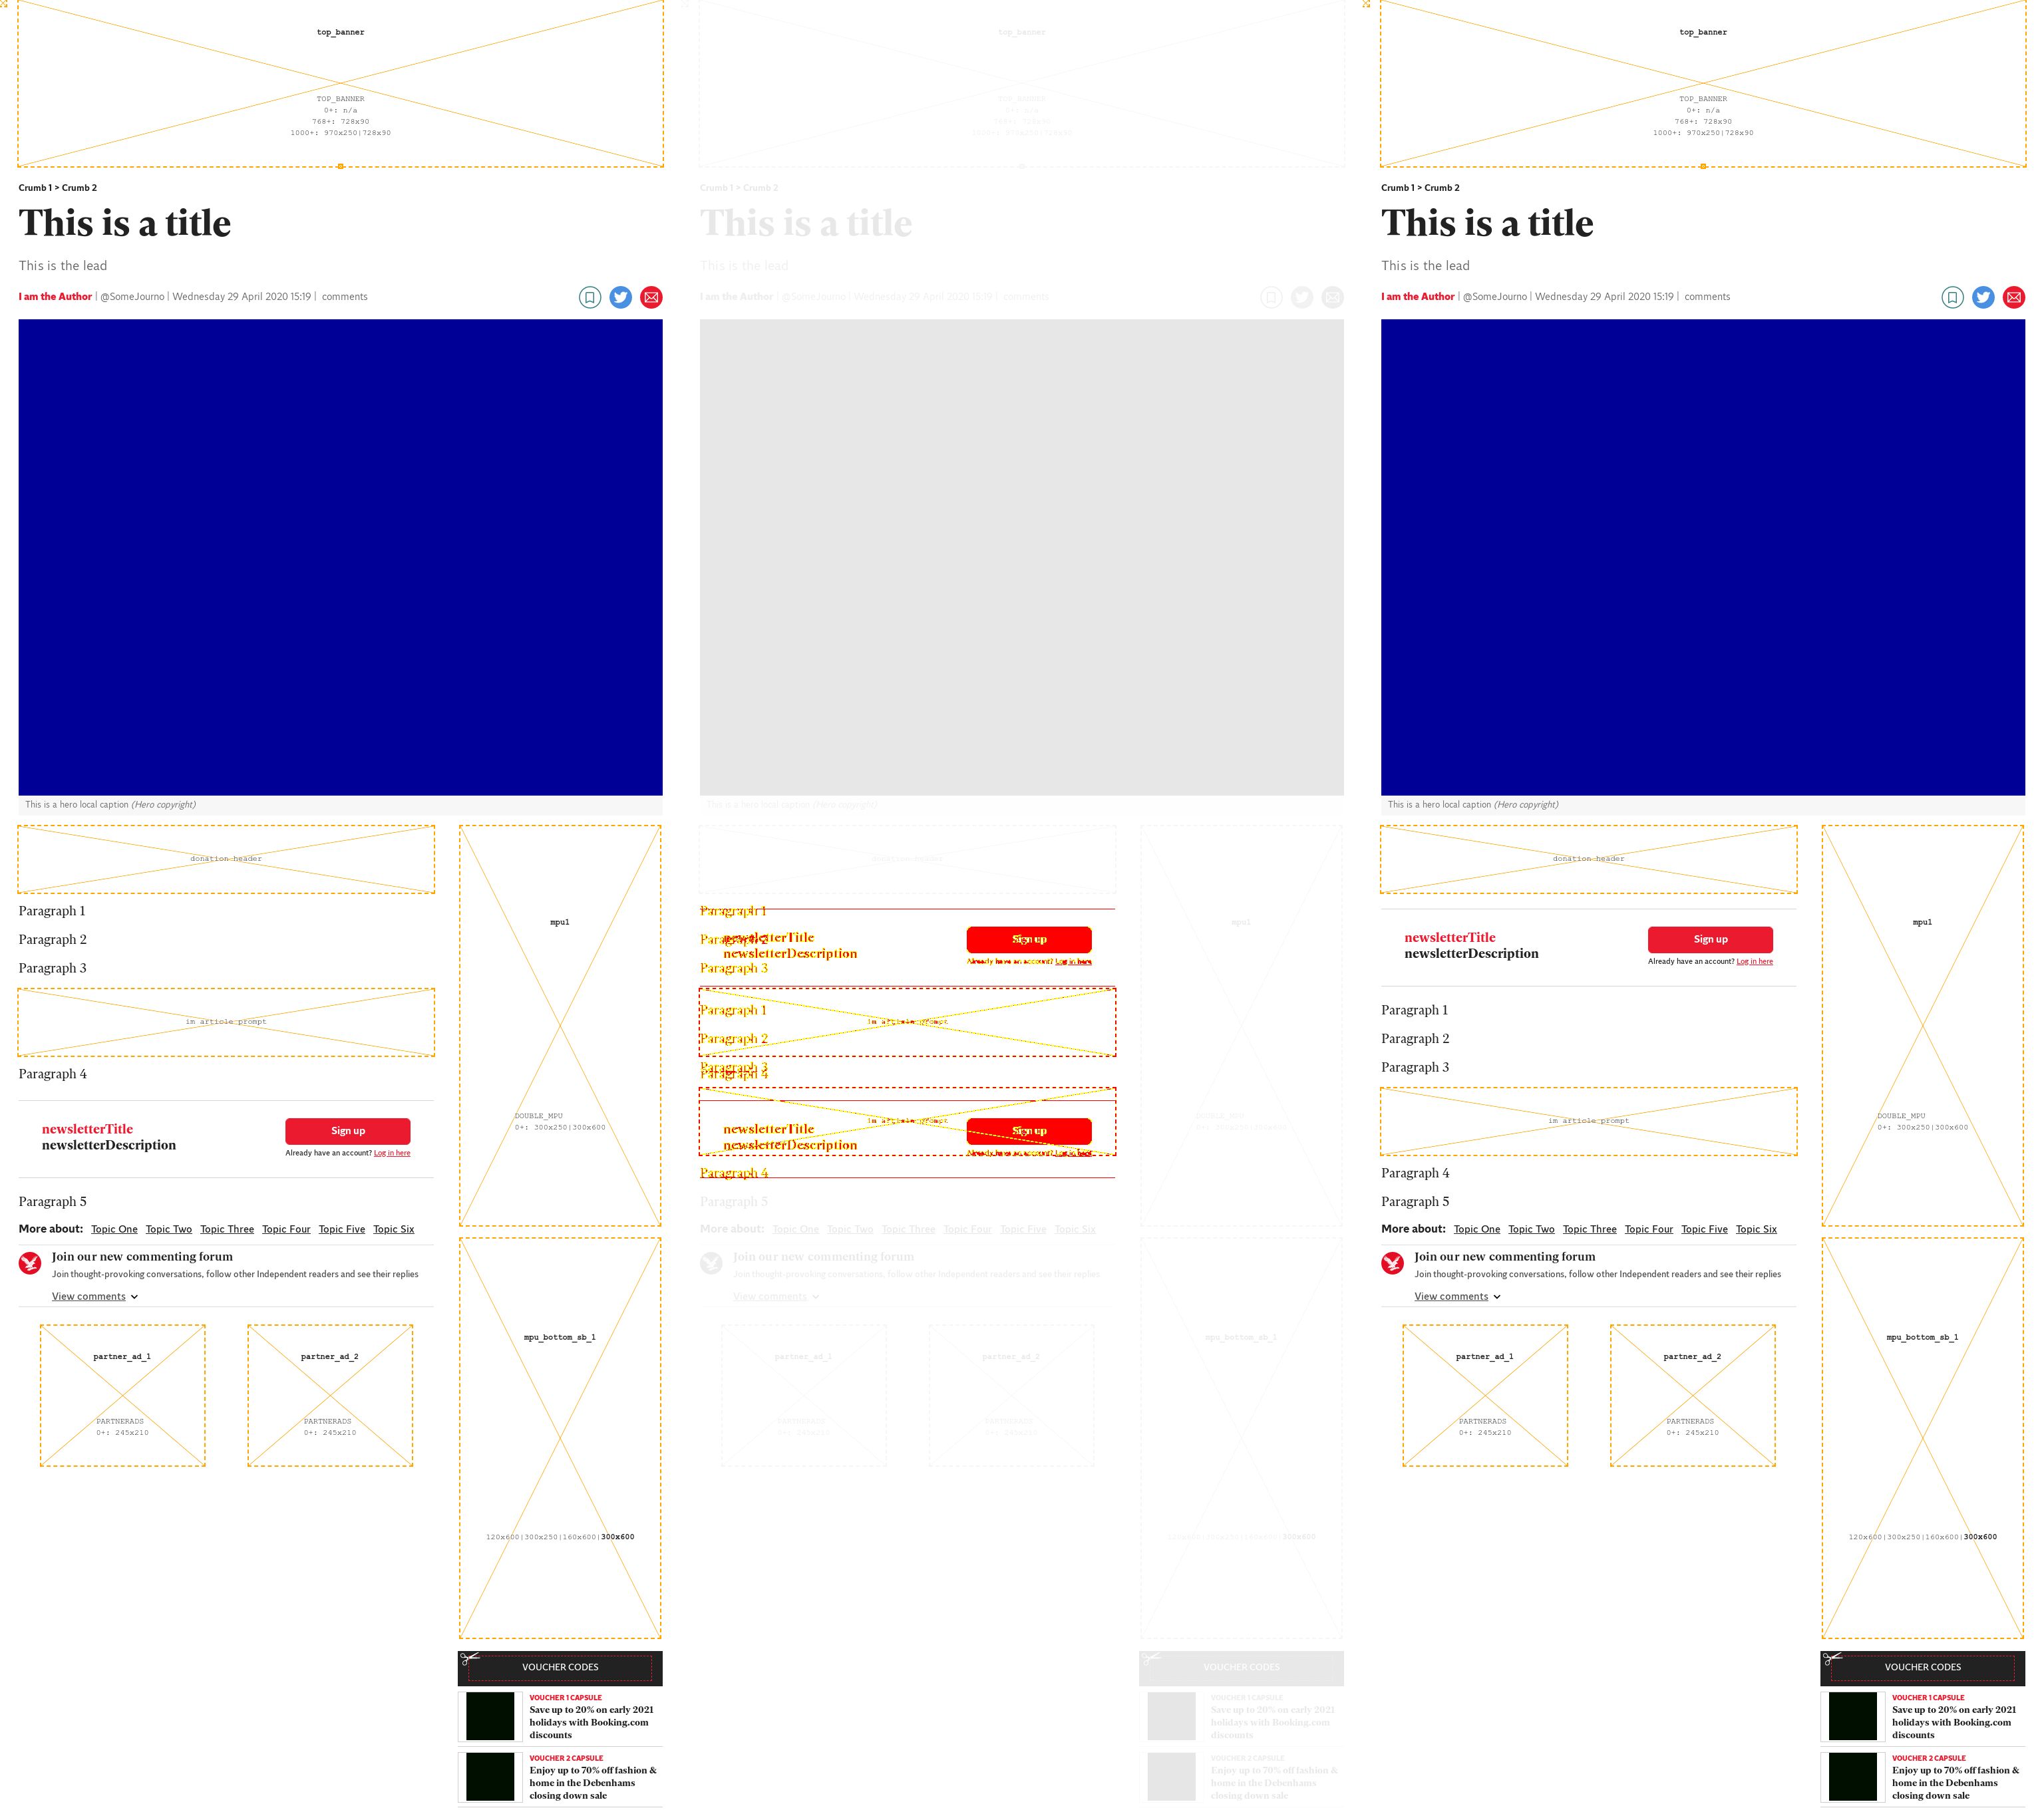 top_banner
TOP_BANNER
0+: n/a
768+: 728x90
1000+: 970x250|728x90
Crumb 1 > Crumb 2
This is a title
This is the lead
I am the Author | @SomeJourno | Wednesday 29 April 2020 15:19 | comments
This is a hero local caption (Hero copyright)
donation header
Paragraph 1
Paragraph 2
Paragraph 3
im article prompt
Paragraph 4
newsletterTitle
newsletterDescription
Sign up
Already have an account? Log in here
Paragraph 5
More about: Topic One Topic Two Topic Three Topic Four Topic Five Topic Six
Join our new commenting forum
Join thought-provoking conversations, follow other Independent readers and see their replies
View comments
partner_ad_1
PARTNERADS
0+: 245x210
partner_ad_2
PARTNERADS
0+: 245x210
mpu1
DOUBLE_MPU
0+: 300x250|300x600
mpu_bottom_sb_1
120x600|300x250|160x600|300x600
VOUCHER CODES
VOUCHER 1 CAPSULE
Save up to 20% on early 2021
holidays with Booking.com
discounts
VOUCHER 2 CAPSULE
Enjoy up to 70% off fashion &
home in the Debenhams
closing down sale
top_banner
TOP_BANNER
0+: n/a
768+: 728x90
1000+: 970x250|728x90
Crumb 1 > Crumb 2
This is a title
This is the lead
I am the Author | @SomeJourno | Wednesday 29 April 2020 15:19 | comments
This is a hero local caption (Hero copyright)
donation header
Paragraph 1
Paragraph 2
newsletterTitle
newsletterDescription
Sign up
Already have an account? Log in here
Paragraph 3
Paragraph 1
im article prompt
Paragraph 2
Paragraph 3
Paragraph 4
im article prompt
newsletterTitle
newsletterDescription
Sign up
Already have an account? Log in here
Paragraph 4
Paragraph 5
More about: Topic One Topic Two Topic Three Topic Four Topic Five Topic Six
Join our new commenting forum
Join thought-provoking conversations, follow other Independent readers and see their replies
View comments
partner_ad_1
PARTNERADS
0+: 245x210
partner_ad_2
PARTNERADS
0+: 245x210
mpu1
DOUBLE_MPU
0+: 300x250|300x600
mpu_bottom_sb_1
120x600|300x250|160x600|300x600
VOUCHER CODES
VOUCHER 1 CAPSULE
Save up to 20% on early 2021
holidays with Booking.com
discounts
VOUCHER 2 CAPSULE
Enjoy up to 70% off fashion &
home in the Debenhams
closing down sale
top_banner
TOP_BANNER
0+: n/a
768+: 728x90
1000+: 970x250|728x90
Crumb 1 > Crumb 2
This is a title
This is the lead
I am the Author | @SomeJourno | Wednesday 29 April 2020 15:19 | comments
This is a hero local caption (Hero copyright)
donation header
newsletterTitle
newsletterDescription
Sign up
Already have an account? Log in here
Paragraph 1
Paragraph 2
Paragraph 3
im article prompt
Paragraph 4
Paragraph 5
More about: Topic One Topic Two Topic Three Topic Four Topic Five Topic Six
Join our new commenting forum
Join thought-provoking conversations, follow other Independent readers and see their replies
View comments
partner_ad_1
PARTNERADS
0+: 245x210
partner_ad_2
PARTNERADS
0+: 245x210
mpu1
DOUBLE_MPU
0+: 300x250|300x600
mpu_bottom_sb_1
120x600|300x250|160x600|300x600
VOUCHER CODES
VOUCHER 1 CAPSULE
Save up to 20% on early 2021
holidays with Booking.com
discounts
VOUCHER 2 CAPSULE
Enjoy up to 70% off fashion &
home in the Debenhams
closing down sale